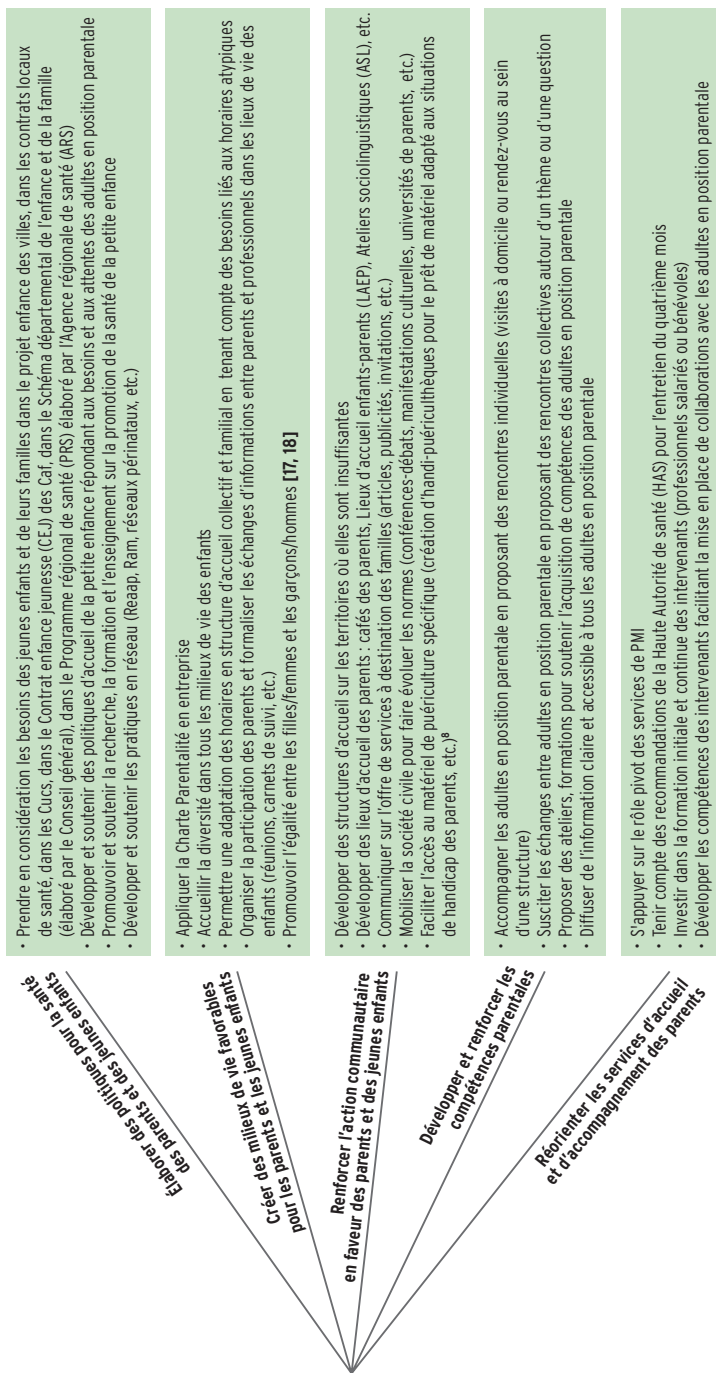 Élaborer des politiques pour la santé
des parents et des jeunes enfants
• Prendre en considération les besoins des jeunes enfants et de leurs familles dans le projet enfance des villes, dans les contrats locaux
de santé, dans les Cucs, dans le Contrat enfance jeunesse (CEJ) des Caf, dans le Schéma départemental de l'enfance et de la famille
(élaboré par le Conseil général), dans le Programme régional de santé (PRS) élaboré par l'Agence régionale de santé (ARS)
• Développer et soutenir des politiques d'accueil de la petite enfance répondant aux besoins et aux attentes des adultes en position parentale
• Promouvoir et soutenir la recherche, la formation et l'enseignement sur la promotion de la santé de la petite enfance
• Développer et soutenir les pratiques en réseau (Reaap, Ram, réseaux périnataux, etc.)
Créer des milieux de vie favorables
pour les parents et les jeunes enfants
• Appliquer la Charte Parentalité en entreprise
• Accueillir la diversité dans tous les milieux de vie des enfants
• Permettre une adaptation des horaires en structure d'accueil collectif et familial en tenant compte des besoins liés aux horaires atypiques
• Organiser la participation des parents et formaliser les échanges d'informations entre parents et professionnels dans les lieux de vie des
enfants (réunions, carnets de suivi, etc.)
• Promouvoir l'égalité entre les filles/femmes et les garçons/hommes [17, 18]
Renforcer l'action communautaire
en faveur des parents et des jeunes enfants
• Développer des structures d'accueil sur les territoires où elles sont insuffisantes
• Développer des lieux d'accueil des parents : cafés des parents, Lieux d'accueil enfants-parents (LAEP), Ateliers sociolinguistiques (ASL), etc.
• Communiquer sur l'offre de services à destination des familles (articles, publicités, invitations, etc.)
• Mobiliser la société civile pour faire évoluer les normes (conférences-débats, manifestations culturelles, universités de parents, etc.)
• Faciliter l'accès au matériel de puériculture spécifique (création d'handi-puériculthèques pour le prêt de matériel adapté aux situations
de handicap des parents, etc.)⁸
Développer et renforcer les
compétences parentales
• Accompagner les adultes en position parentale en proposant des rencontres individuelles (visites à domicile ou rendez-vous au sein
d'une structure)
• Susciter les échanges entre adultes en position parentale en proposant des rencontres collectives autour d'un thème ou d'une question
• Proposer des ateliers, formations pour soutenir l'acquisition de compétences des adultes en position parentale
• Diffuser de l'information claire et accessible à tous les adultes en position parentale
Réorienter les services d'accueil
et d'accompagnement des parents
• S'appuyer sur le rôle pivot des services de PMI
• Tenir compte des recommandations de la Haute Autorité de santé (HAS) pour l'entretien du quatrième mois
• Investir dans la formation initiale et continue des intervenants (professionnels salariés ou bénévoles)
• Développer les compétences des intervenants facilitant la mise en place de collaborations avec les adultes en position parentale